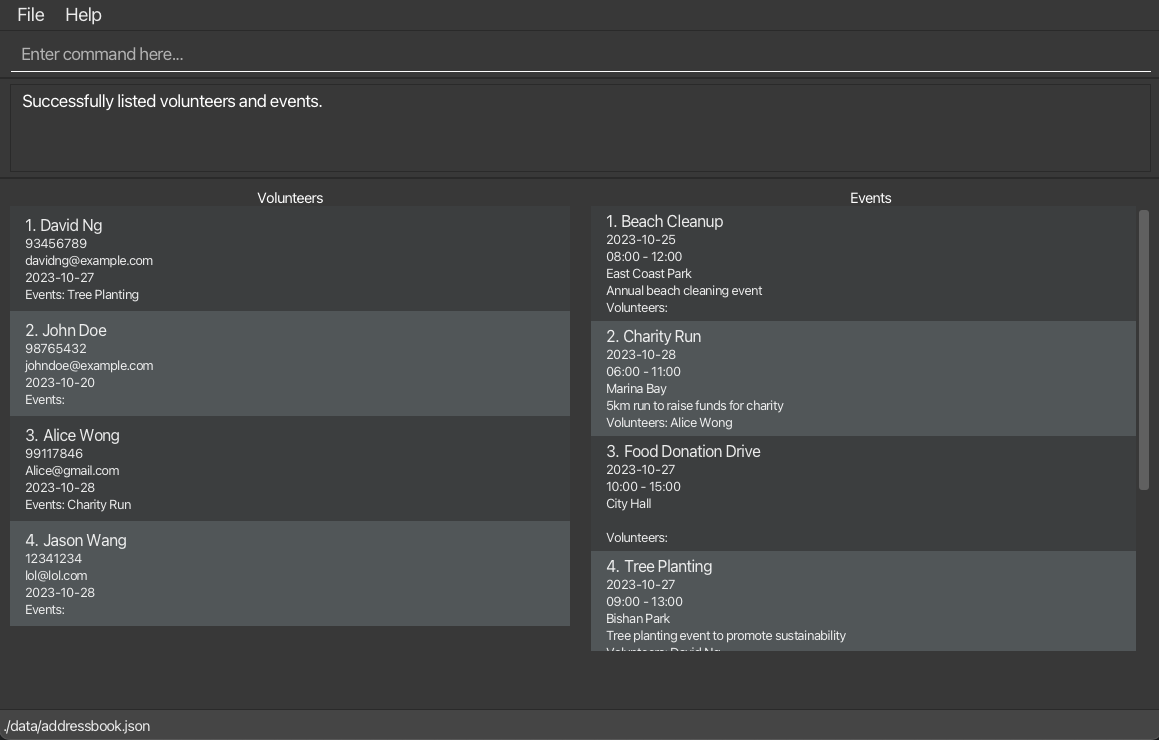 File Help
Enter command here...
Successfully listed volunteers and events.
Volunteers
1. David Ng
93456789
davidng@example.com
2023-10-27
Events: Tree Planting
2. John Doe
98765432
johndoe@example.com
2023-10-20
Events:
3. Alice Wong
99117846
Alice@gmail.com
2023-10-28
Events: Charity Run
4. Jason Wang
12341234
lol@lol.com
2023-10-28
Events:
Events
1. Beach Cleanup
2023-10-25
08:00 - 12:00
East Coast Park
Annual beach cleaning event
Volunteers:
2. Charity Run
2023-10-28
06:00 - 11:00
Marina Bay
5km run to raise funds for charity
Volunteers: Alice Wong
3. Food Donation Drive
2023-10-27
10:00 - 15:00
City Hall
Volunteers:
4. Tree Planting
2023-10-27
09:00 - 13:00
Bishan Park
Tree planting event to promote sustainability
Volunteers: David Ng
./data/addressbook.json